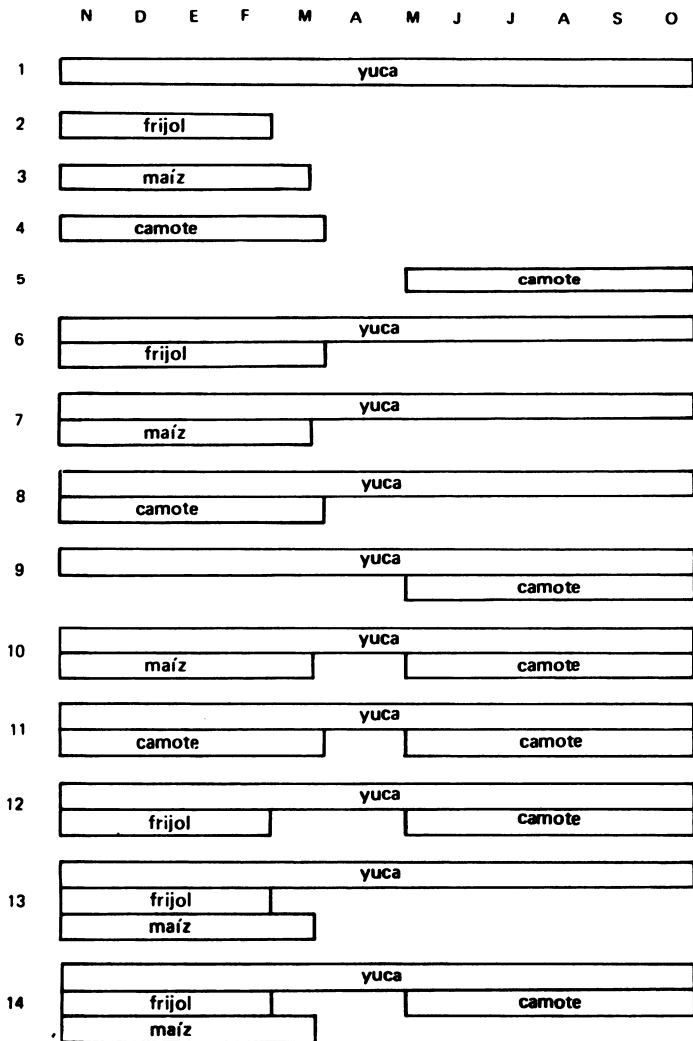 N D E F M A M J J A S O
1 yuca
2 frijol
3 maíz
4 camote
5 camote
6 yuca
frijol
7 yuca
maíz
8 yuca
camote
9 yuca
camote
10 yuca
maíz camote
11 yuca
camote camote
12 yuca
frijol camote
13 yuca
frijol
maíz
14 yuca
frijol camote
maíz